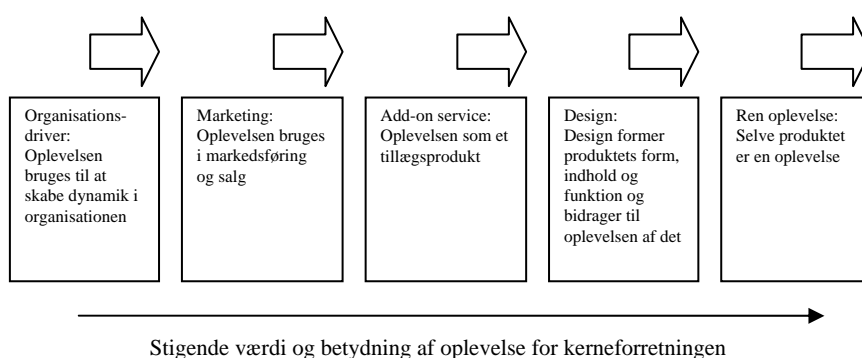 Organisations-
driver:
Oplevelsen
bruges til at
skabe dynamik i
organisationen
Marketing:
Oplevelsen bruges
i markedsføring
og salg
Add-on service:
Oplevelsen som et
tillægsprodukt
Design:
Design former
produktets form,
indhold og
funktion og
bidrager til
oplevelsen af det
Ren oplevelse:
Selve produktet
er en oplevelse
Stigende værdi og betydning af oplevelse for kerneforretningen